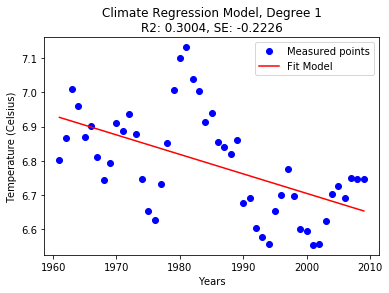 Climate Regression Model, Degree 1
R2: 0.3004, SE: -0.2226
Measured points
Fit Model
Temperature (Celsius)
7.1
7.0
6.9
6.8
6.7
6.6
1960 1970 1980 1990 2000 2010
Years